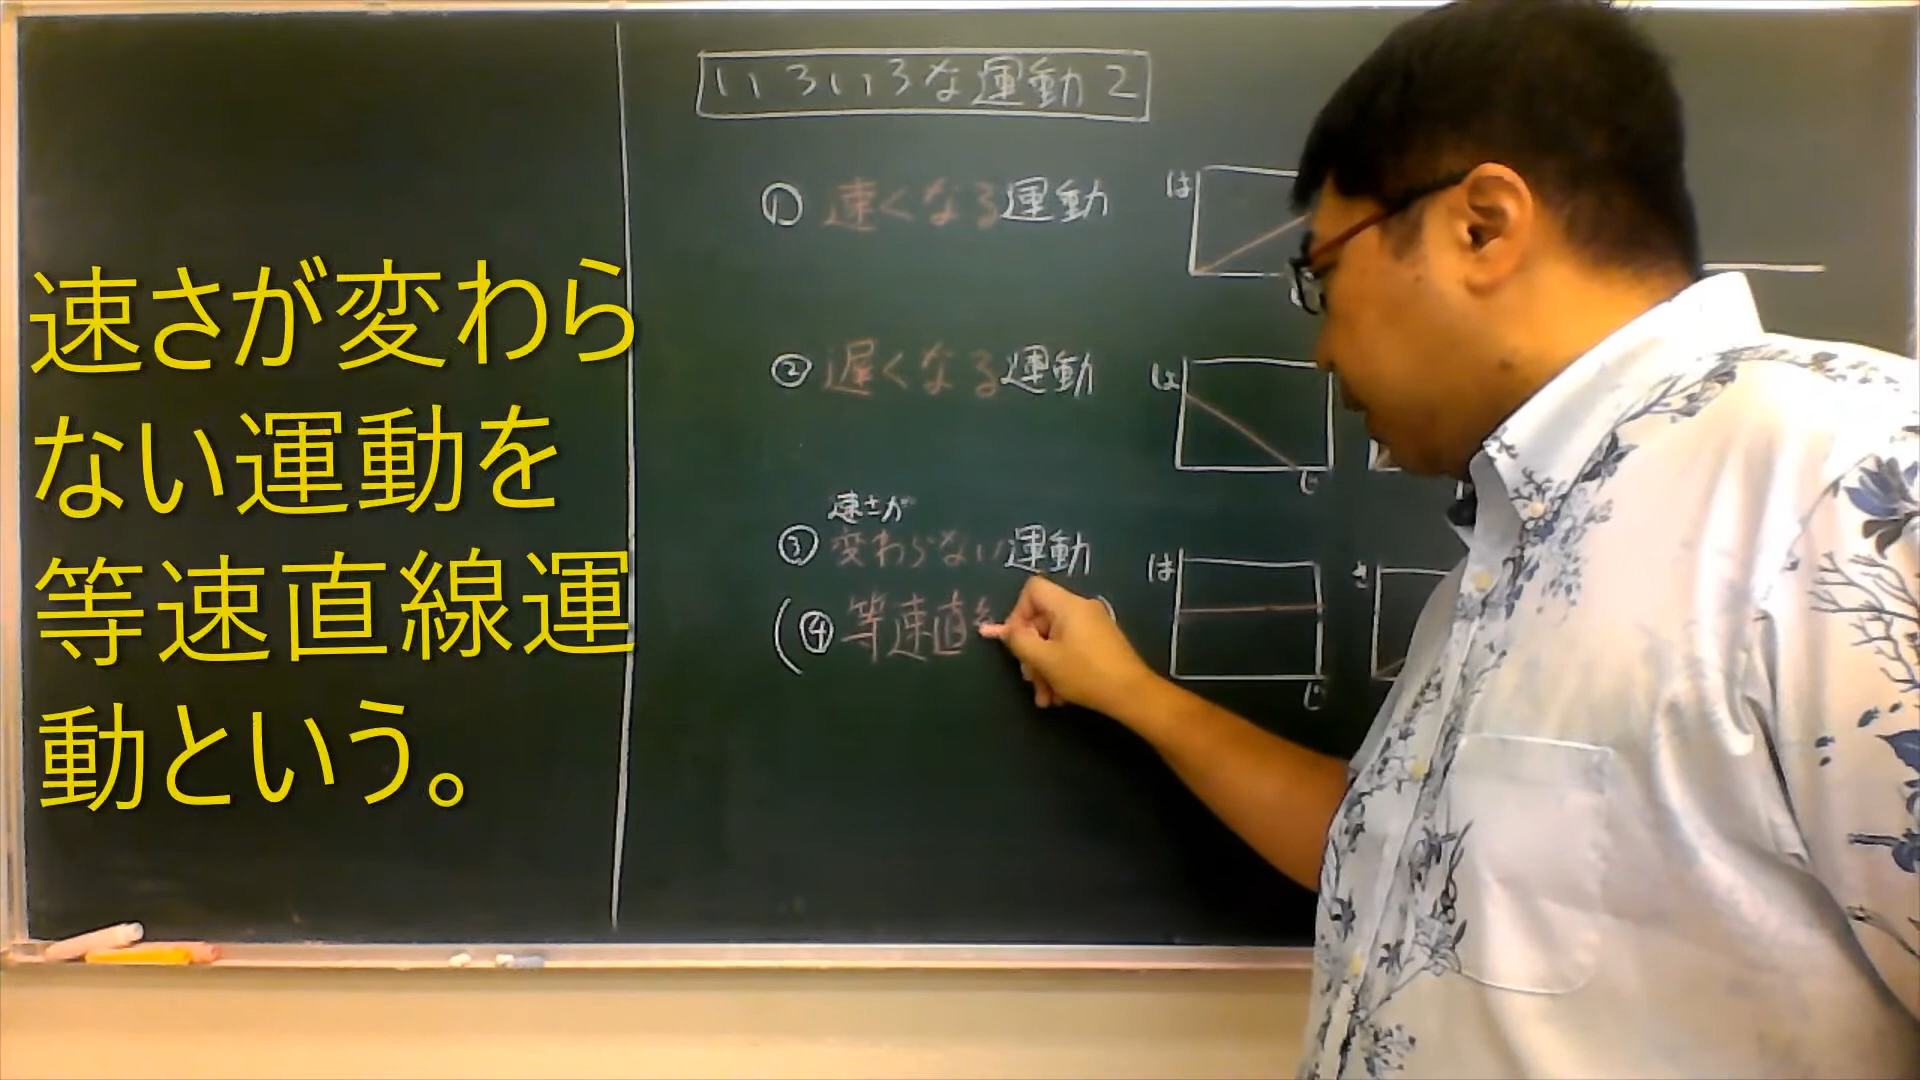 速さが変わら
ない運動を
等速直線運
動という。
いろいろな運動2
① 速くなる運動
は
② 遅くなる運動
は
じ
速さが
③ 変わらない運動
は
き
(④ 等速直)
じ